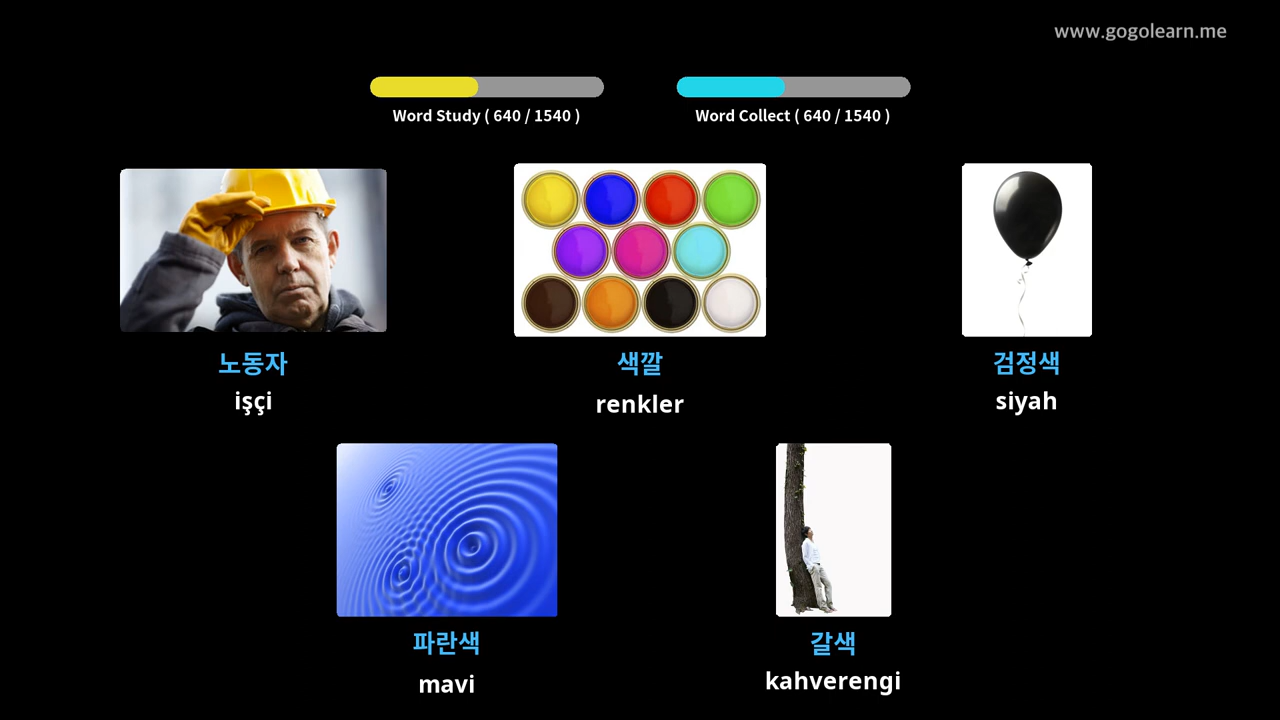 www.gogolearn.me
Word Study ( 640 / 1540 )
Word Collect ( 640 / 1540 )
노동자
işçi
색깔
renkler
검정색
siyah
파란색
mavi
갈색
kahverengi